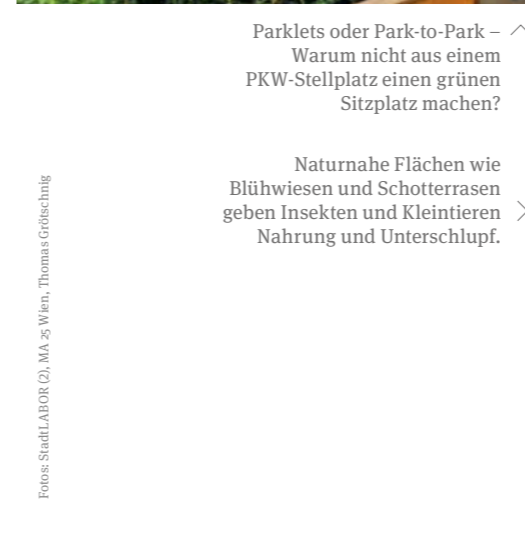 Parklets oder Park-to-Park –
Warum nicht aus einem
PKW-Stellplatz einen grünen
Sitzplatz machen?
Naturnahe Flächen wie
Blühwiesen und Schotterrasen
geben Insekten und Kleintieren
Nahrung und Unterschlupf.
Fotos: StadtLABOR (2), MA 25 Wien, Thomas Grötschnig